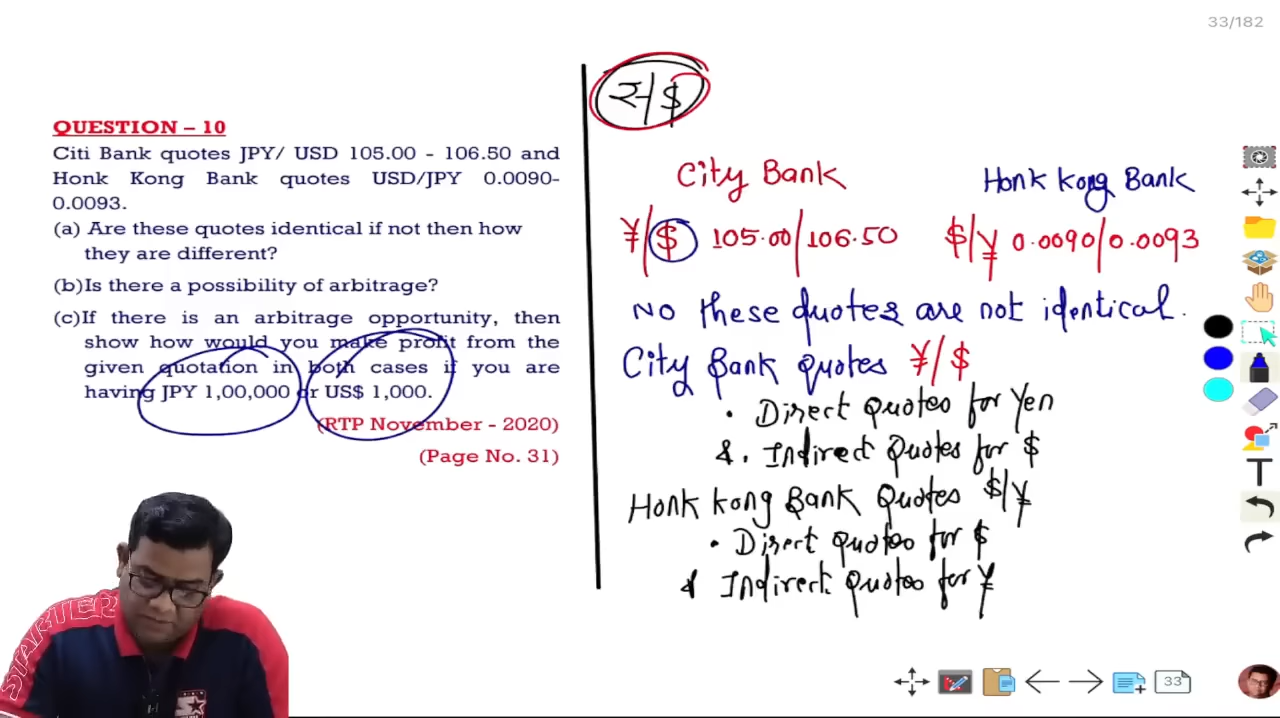 33/182
QUESTION – 10
Citi Bank quotes JPY/ USD 105.00 - 106.50 and
Honk Kong Bank quotes USD/JPY 0.0090-
0.0093.
(a) Are these quotes identical if not then how
they are different?
(b)Is there a possibility of arbitrage?
(c)If there is an arbitrage opportunity, then
show how would you make profit from the
given quotation in both cases if you are
having JPY 1,00,000 or US$ 1,000.
(RTP November - 2020)
(Page No. 31)
₹/$
City Bank
Honk Kong Bank
¥/$ 105.00/106.50
$/¥ 0.0090/0.0093
No these quotes are not identical.
City Bank quotes ¥/$
• Direct Quotes for Yen
&. Indirect Quotes for $
Honk Kong Bank Quotes $/¥
• Direct quotes for $
& Indirect Quotes for ¥
STARTER
T
33